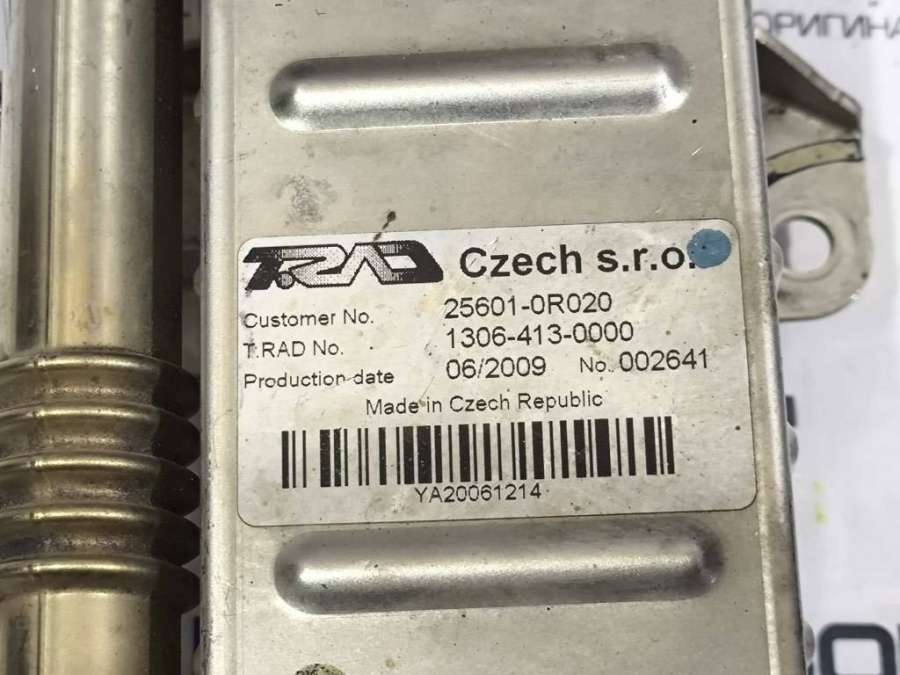 ОРИГИНА
T.RAD Czech s.r.o.
Customer No. 25601-0R020
T.RAD No. 1306-413-0000
Production date 06/2009 No. 002641
Made in Czech Republic
YA20061214